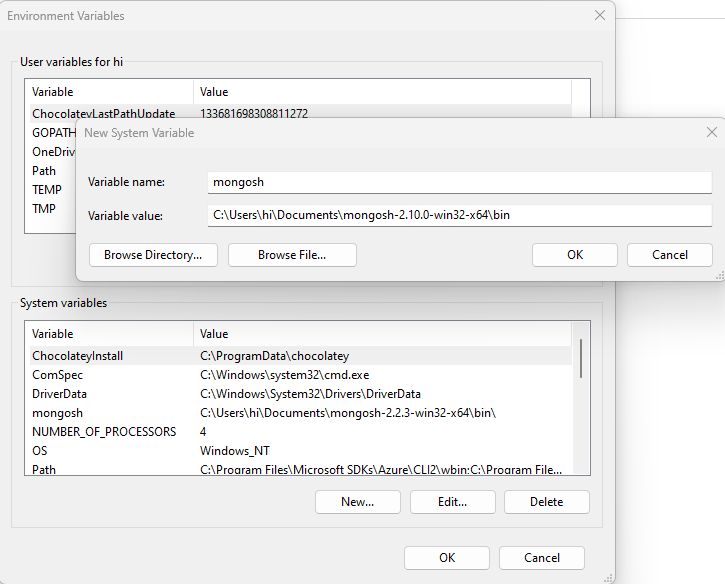 Environment Variables
User variables for hi
Variable Value
ChocolateyLastPathUpdate 133681698308811272
GOPATH
OneDriv
Path
TEMP
TMP
New System Variable
Variable name: mongosh
Variable value: C:\Users\hi\Documents\mongosh-2.10.0-win32-x64\bin
Browse Directory... Browse File... OK Cancel
System variables
Variable Value
ChocolateyInstall C:\ProgramData\chocolatey
ComSpec C:\Windows\system32\cmd.exe
DriverData C:\Windows\System32\Drivers\DriverData
mongosh C:\Users\hi\Documents\mongosh-2.2.3-win32-x64\bin\
NUMBER_OF_PROCESSORS 4
OS Windows_NT
Path C:\Program Files\Microsoft SDKs\Azure\CLI2\wbin;C:\Program File...
New... Edit... Delete
OK Cancel